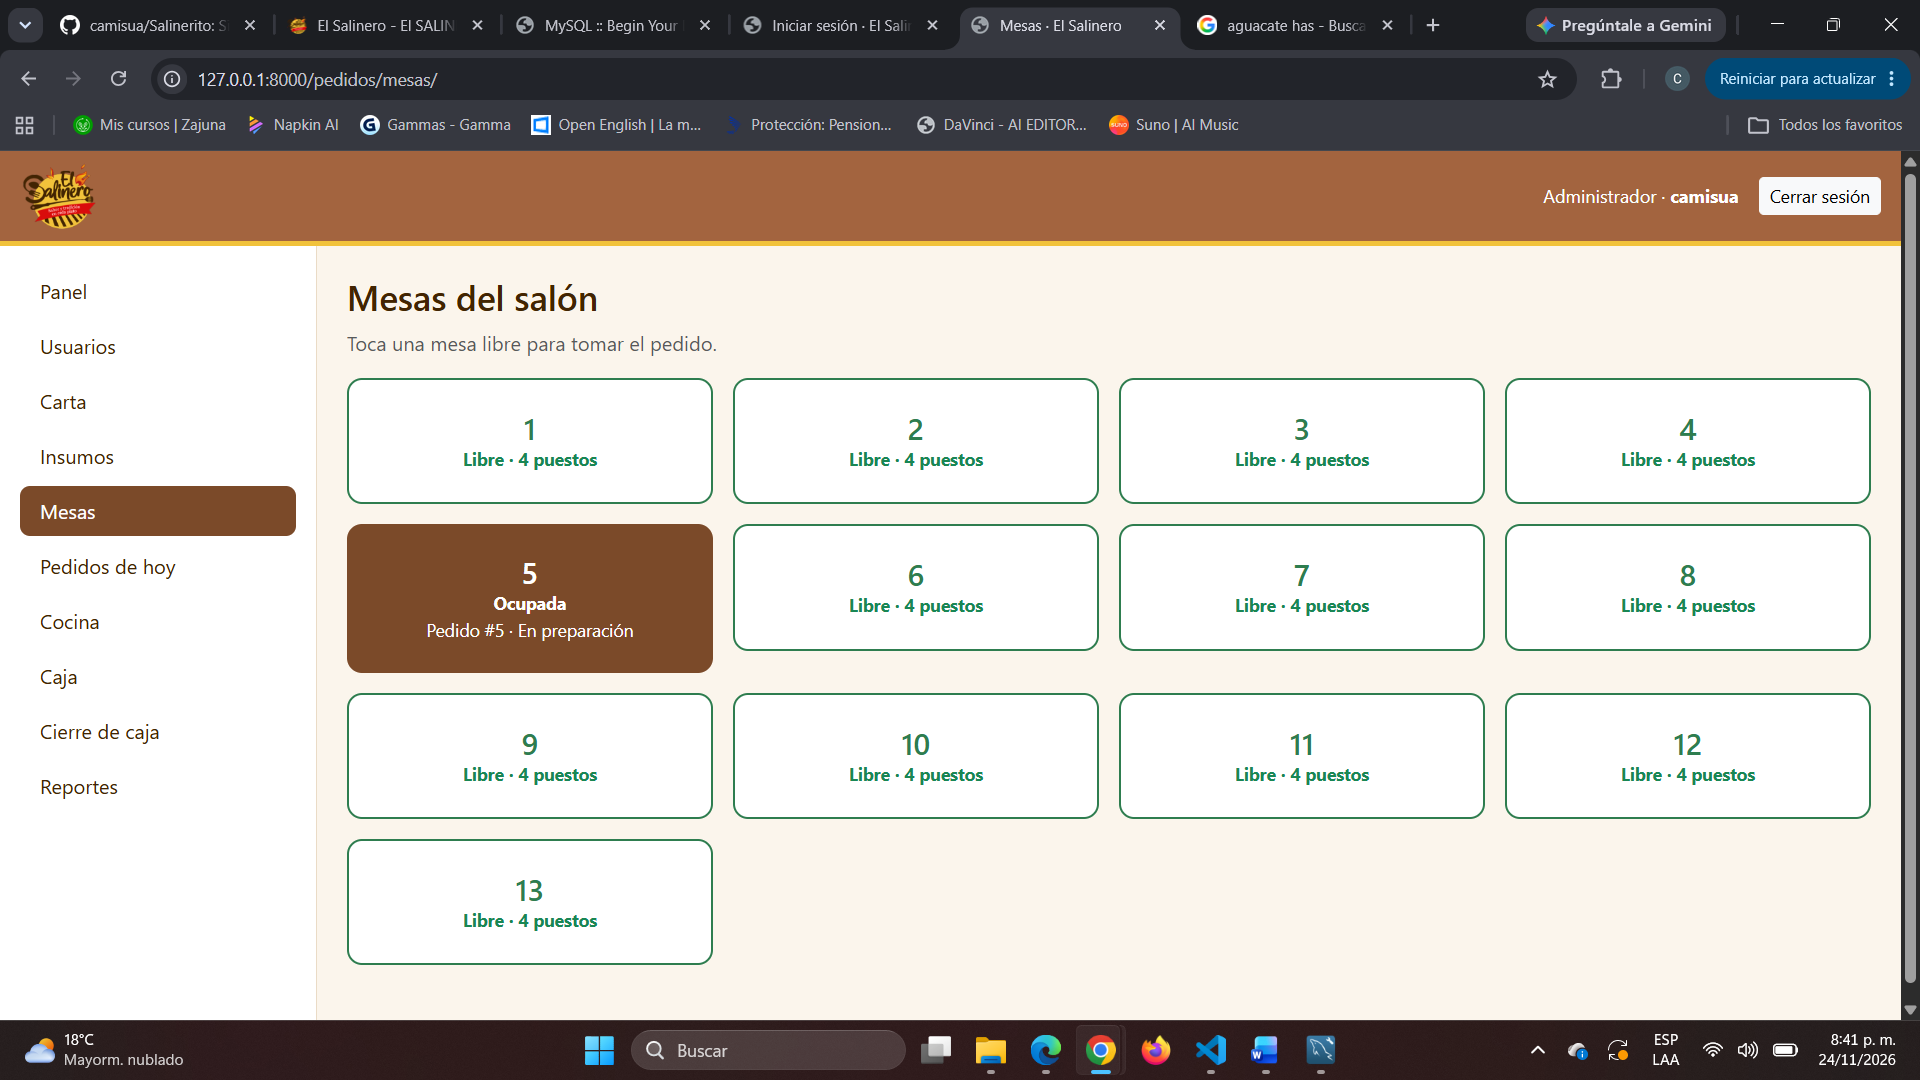 camisua/Salinerito: S
El Salinero - El SALIN
MySQL :: Begin Your
Iniciar sesión · El Salin
Mesas · El Salinero
aguacate has - Busca
Pregúntale a Gemini
127.0.0.1:8000/pedidos/mesas/
C
Reiniciar para actualizar
Mis cursos | Zajuna
Napkin AI
Gammas - Gamma
Open English | La m...
Protección: Pension...
DaVinci - AI EDITOR...
Suno | AI Music
Todos los favoritos
El Salinero
Administrador · camisua
Cerrar sesión
Panel
Usuarios
Carta
Insumos
Mesas
Pedidos de hoy
Cocina
Caja
Cierre de caja
Reportes
Mesas del salón
Toca una mesa libre para tomar el pedido.
1
Libre · 4 puestos
2
Libre · 4 puestos
3
Libre · 4 puestos
4
Libre · 4 puestos
5
Ocupada
Pedido #5 · En preparación
6
Libre · 4 puestos
7
Libre · 4 puestos
8
Libre · 4 puestos
9
Libre · 4 puestos
10
Libre · 4 puestos
11
Libre · 4 puestos
12
Libre · 4 puestos
13
Libre · 4 puestos
18°C
Mayorm. nublado
Buscar
ESP
LAA
8:41 p. m.
24/11/2026